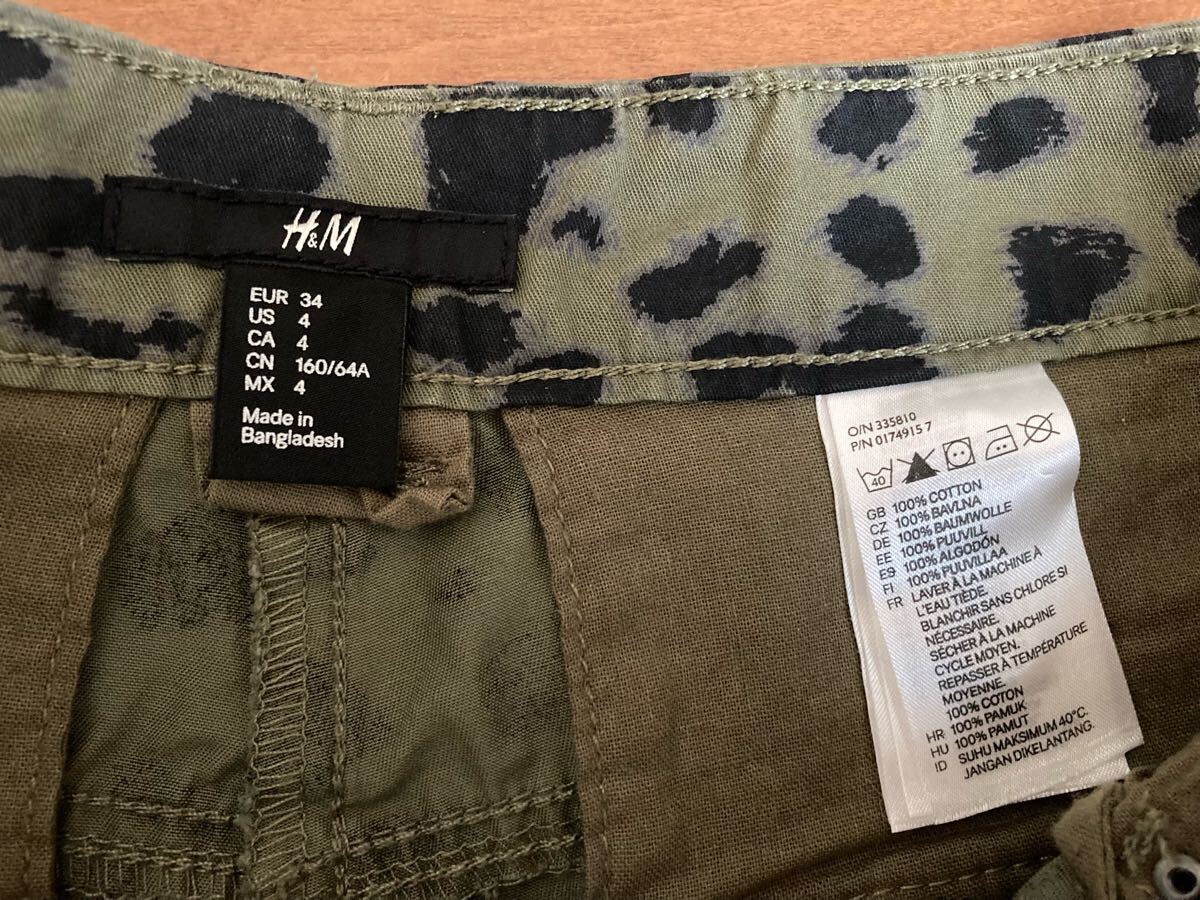 H&M
EUR 34
US 4
CA 4
CN 160/64A
MX 4
Made in
Bangladesh
O/N 335810
P/N 0174915 7
40
GB 100% COTTON
CZ 100% BAVLNA
DE 100% BAUMWOLLE
EE 100% PUUVILL
ES 100% ALGODÓN
FI 100% PUUVILLAA
FR LAVER À LA MACHINE À
L'EAU TIÈDE.
BLANCHIR SANS CHLORE SI
NÉCESSAIRE.
SÉCHER À LA MACHINE
CYCLE MOYEN.
REPASSER À TEMPÉRATURE
MOYENNE.
100% COTON
HR 100% PAMUK
HU 100% PAMUT
ID SUHU MAKSIMUM 40°C.
JANGAN DIKELANTANG.